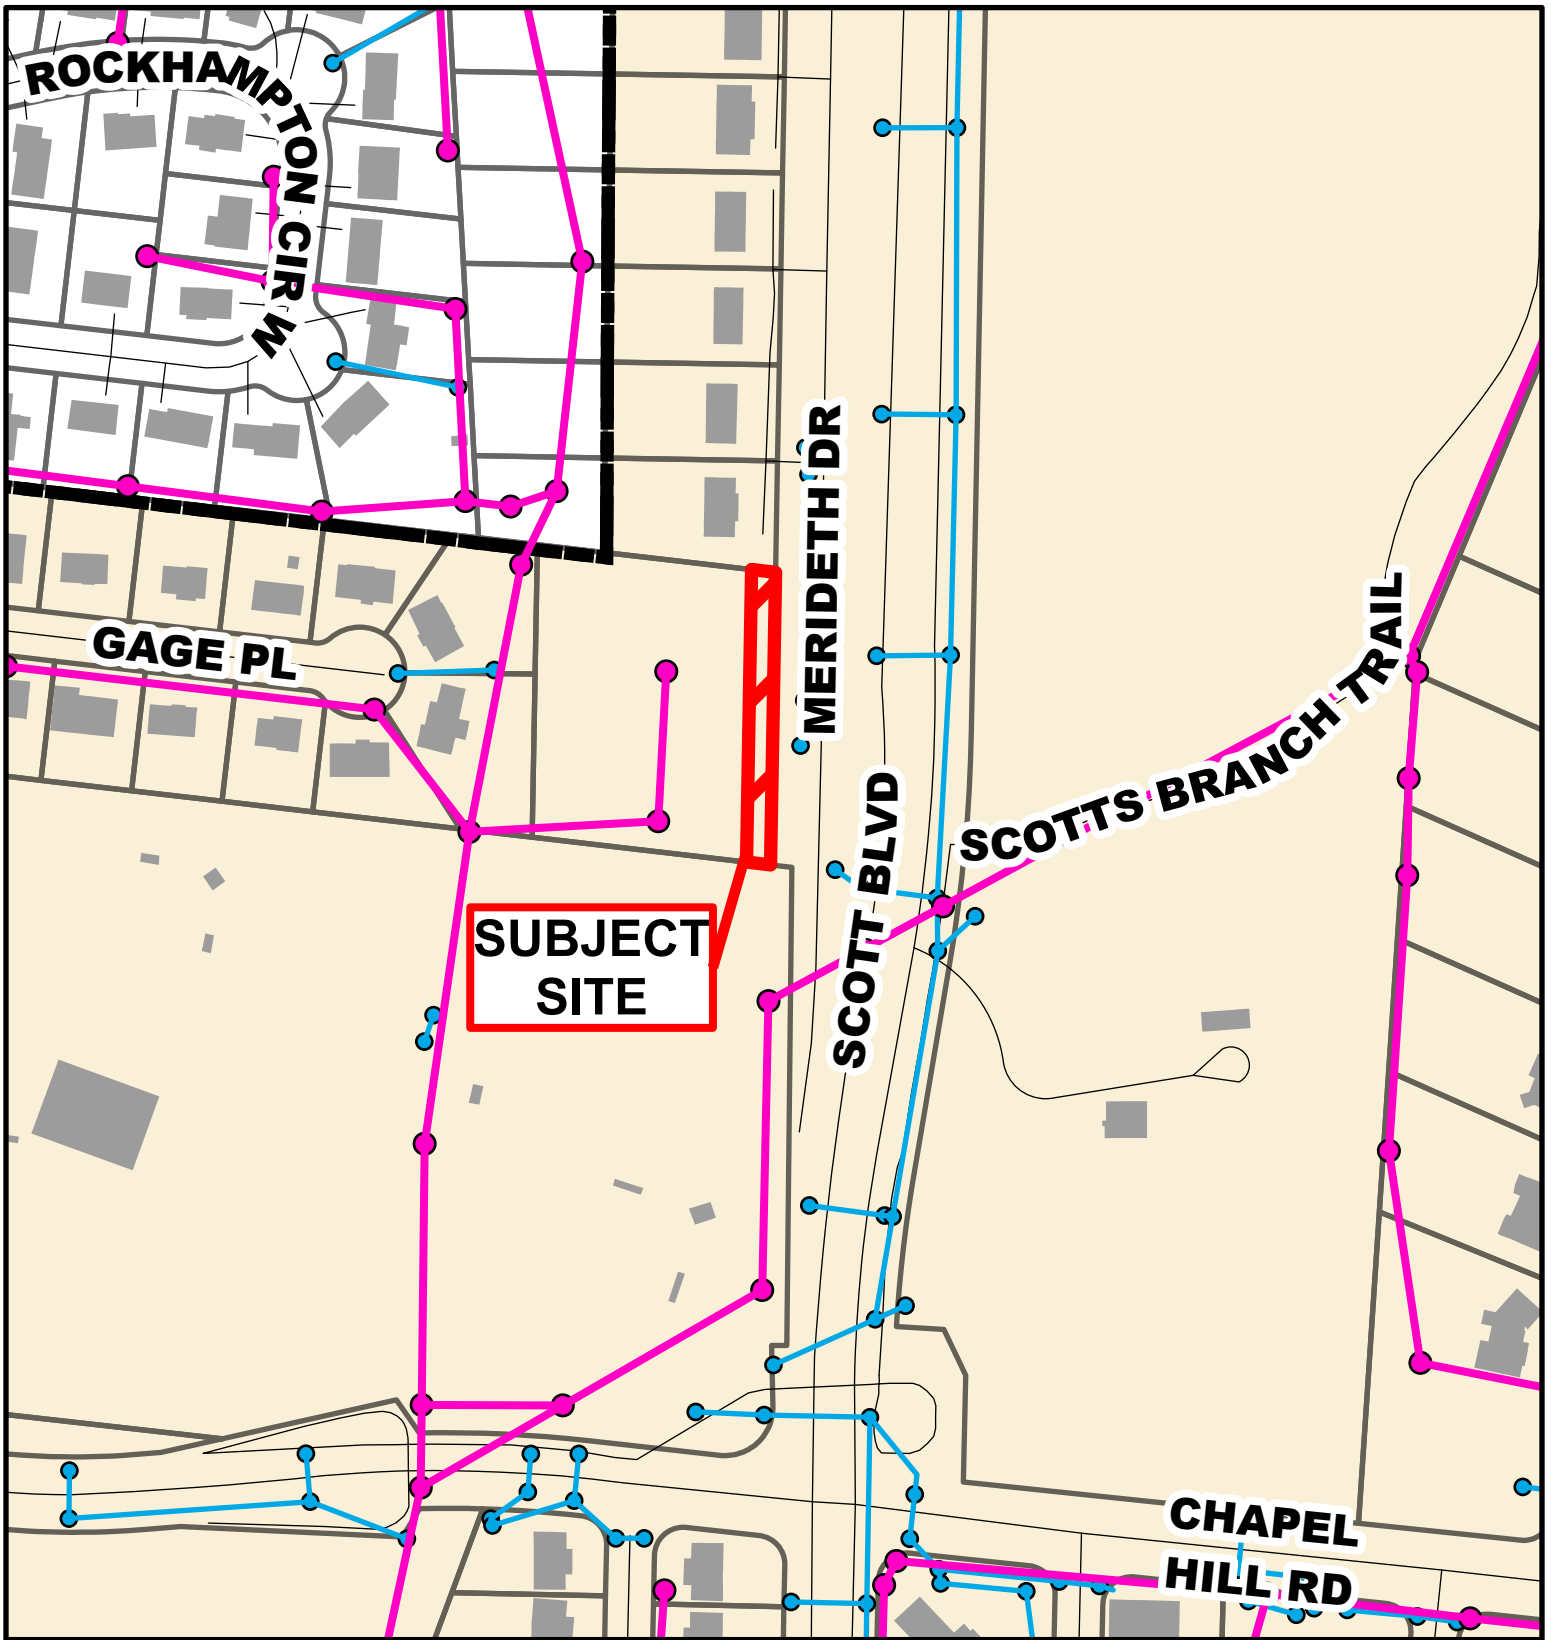 ROCKHAMPTON CIR W
MERIDETH DR
GAGE PL
SCOTTS BRANCH TRAIL
SCOTT BLVD
SUBJECT
SITE
CHAPEL
HILL RD